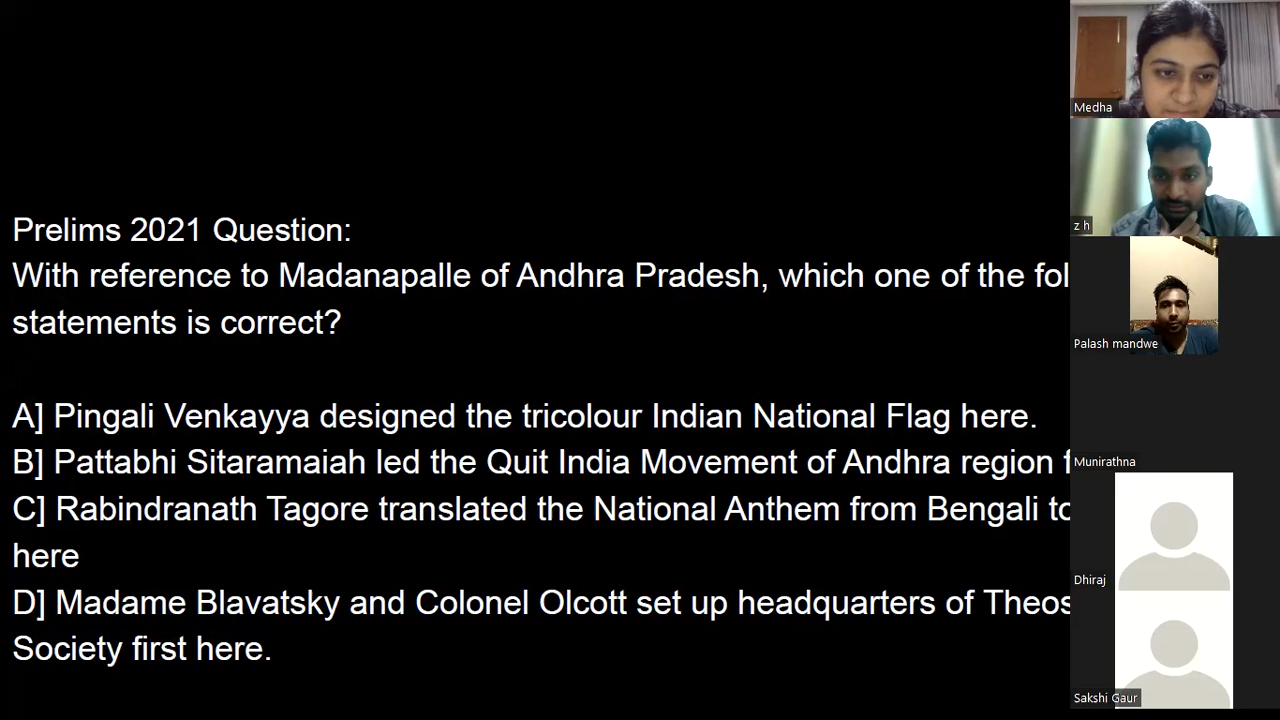 Prelims 2021 Question:
With reference to Madanapalle of Andhra Pradesh, which one of the fol
statements is correct?
A] Pingali Venkayya designed the tricolour Indian National Flag here.
B] Pattabhi Sitaramaiah led the Quit India Movement of Andhra region f
C] Rabindranath Tagore translated the National Anthem from Bengali to
here
D] Madame Blavatsky and Colonel Olcott set up headquarters of Theos
Society first here.
Medha
z h
Palash mandwe
Munirathna
Dhiraj
Sakshi Gaur